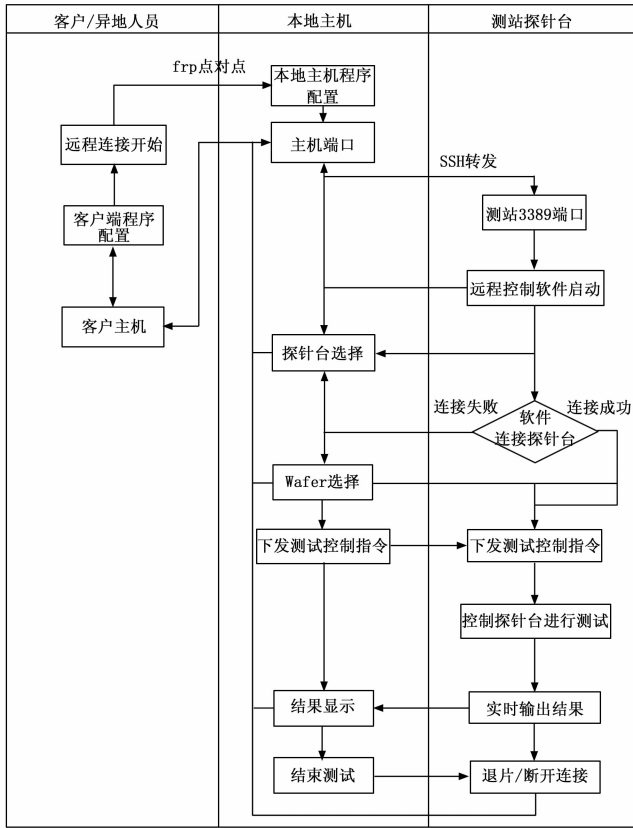 客户/异地人员
本地主机
测站探针台
frp点对点
本地主机程序
配置
远程连接开始
主机端口
SSH转发
客户端程序
配置
测站3389端口
远程控制软件启动
客户主机
探针台选择
连接失败
连接成功
软件
连接探针台
Wafer选择
下发测试控制指令
下发测试控制指令
控制探针台进行测试
结果显示
实时输出结果
结束测试
退片/断开连接